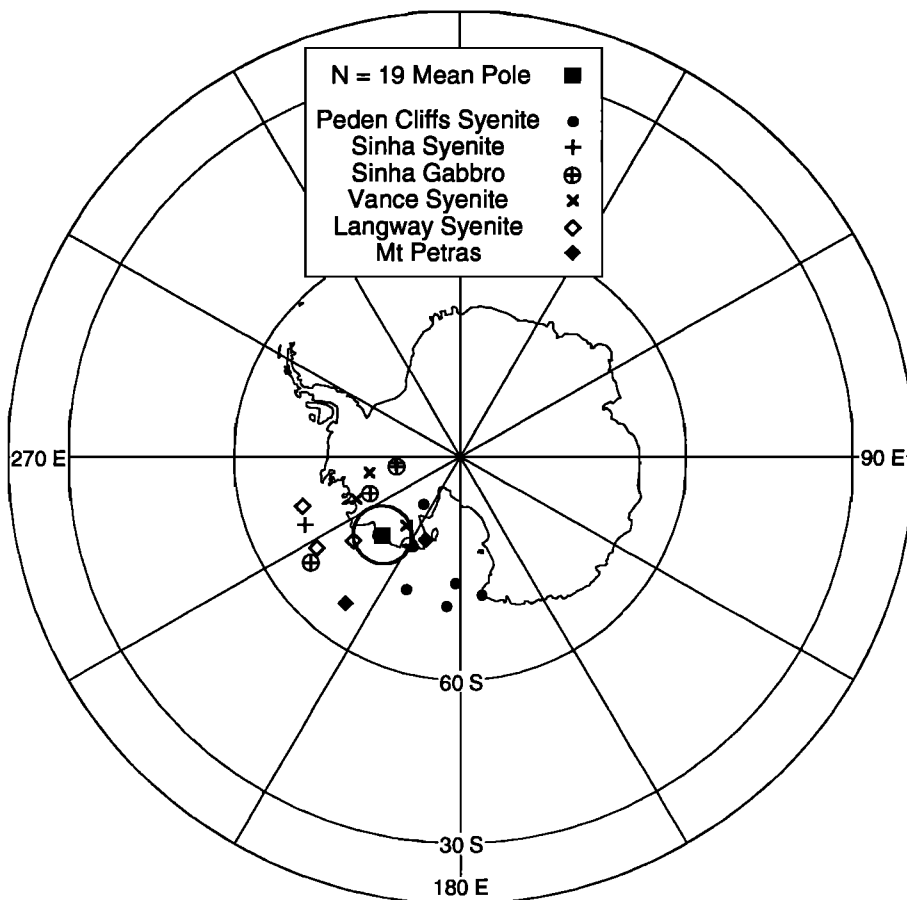 N = 19 Mean Pole
Peden Cliffs Syenite
Sinha Syenite
Sinha Gabbro
Vance Syenite
Langway Syenite
Mt Petras
270 E
90 E
60 S
30 S
180 E